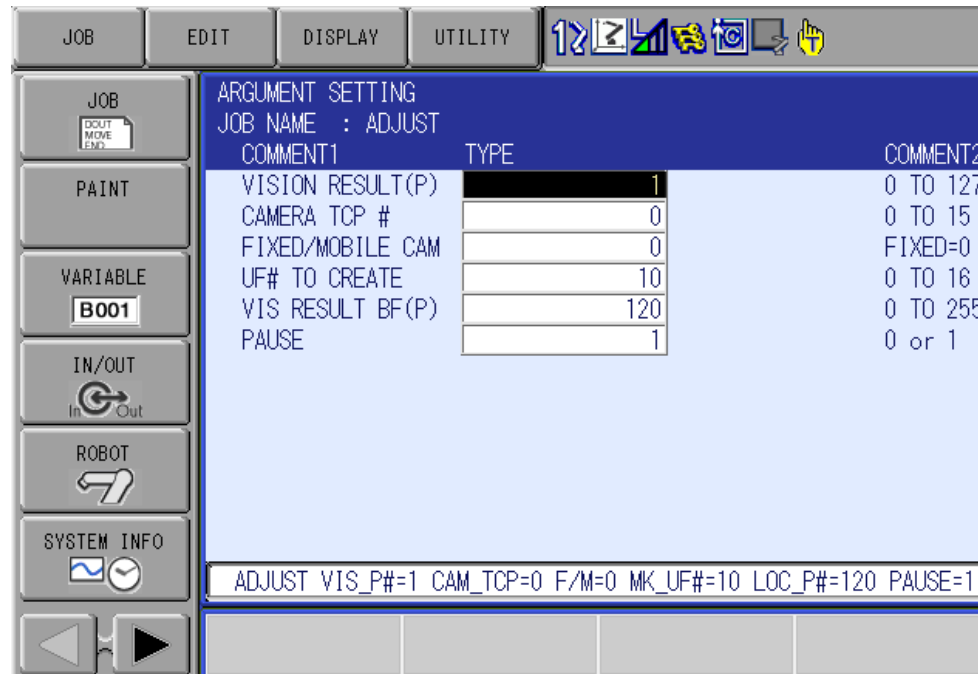 JOB EDIT DISPLAY UTILITY
JOB
DOUT
MOVE
END
PAINT
VARIABLE
B001
IN/OUT
In Out
ROBOT
SYSTEM INFO
ARGUMENT SETTING
JOB NAME : ADJUST
COMMENT1 TYPE COMMENT2
VISION RESULT(P) 1 0 TO 127
CAMERA TCP # 0 0 TO 15
FIXED/MOBILE CAM 0 FIXED=0
UF# TO CREATE 10 0 TO 16
VIS RESULT BF(P) 120 0 TO 255
PAUSE 1 0 or 1
ADJUST VIS_P#=1 CAM_TCP=0 F/M=0 MK_UF#=10 LOC_P#=120 PAUSE=1